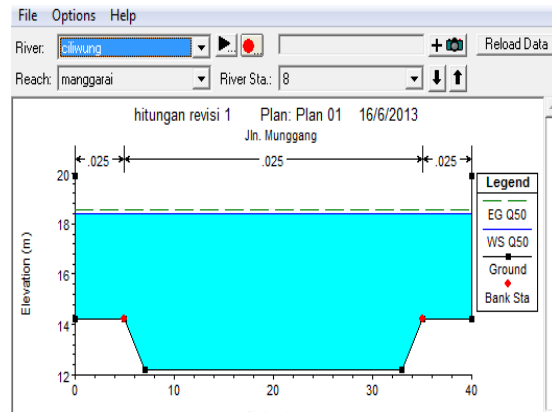 File Options Help
River: ciliwung
Reload Data
Reach: manggarai River Sta.: 8
hitungan revisi 1 Plan: Plan 01 16/6/2013
Jln. Munggang
.025 .025 .025
Legend
EG Q50
WS Q50
Ground
Bank Sta
Elevation (m)
20
18
16
14
12
0 10 20 30 40